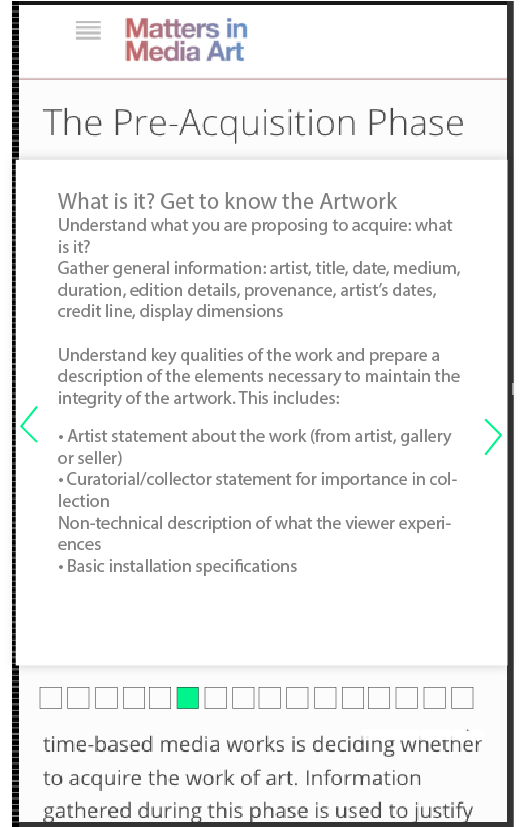 Matters in
Media Art
The Pre-Acquisition Phase
What is it? Get to know the Artwork
Understand what you are proposing to acquire: what
is it?
Gather general information: artist, title, date, medium,
duration, edition details, provenance, artist’s dates,
credit line, display dimensions
Understand key qualities of the work and prepare a
description of the elements necessary to maintain the
integrity of the artwork. This includes:
• Artist statement about the work (from artist, gallery
or seller)
• Curatorial/collector statement for importance in col-
lection
Non-technical description of what the viewer experi-
ences
• Basic installation specifications
time-based media works is deciding whether
to acquire the work of art. Information
gathered during this phase is used to justify